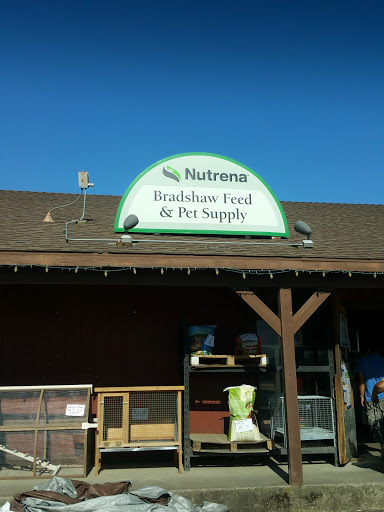 Nutrena
Bradshaw Feed
& Pet Supply